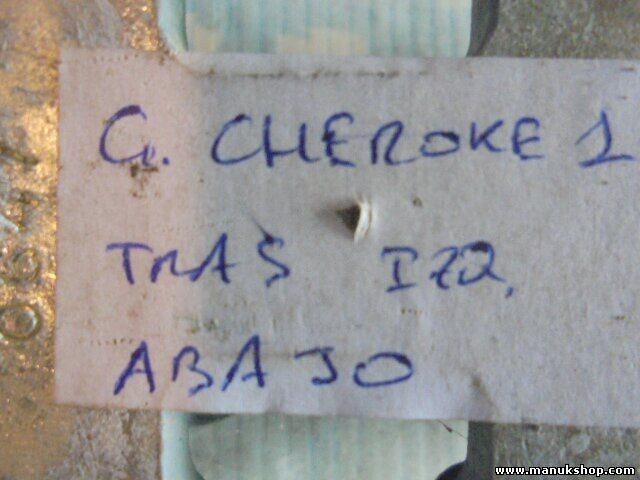 G. CHEROKE 1
TRAS IZQ.
ABAJO
www.manukshop.com